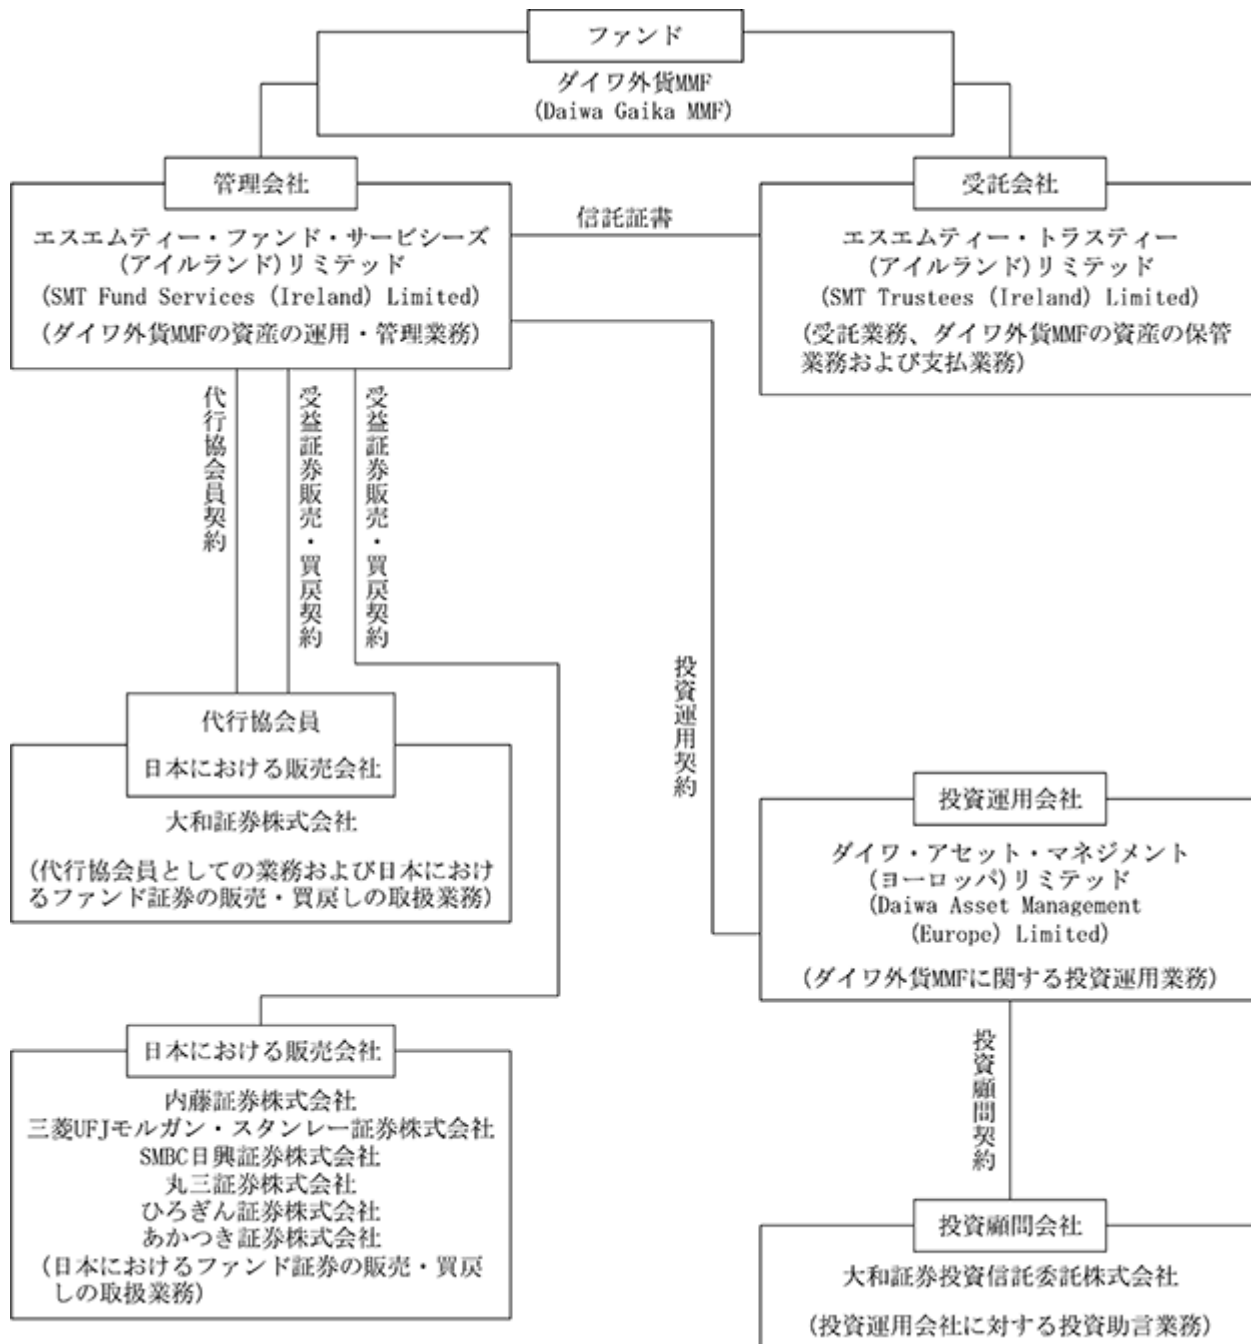 ファンド
ダイワ外貨MMF
(Daiwa Gaika MMF)
管理会社
エスエムティー・ファンド・サービシーズ
(アイルランド)リミテッド
(SMT Fund Services (Ireland) Limited)
(ダイワ外貨MMFの資産の運用・管理業務)
信託証書
受託会社
エスエムティー・トラスティー
(アイルランド)リミテッド
(SMT Trustees (Ireland) Limited)
(受託業務、ダイワ外貨MMFの資産の保管
業務および支払業務)
代行協会員契約
受益証券販売・買戻契約
受益証券販売・買戻契約
投資運用契約
代行協会員
日本における販売会社
大和証券株式会社
(代行協会員としての業務および日本におけ
るファンド証券の販売・買戻しの取扱業務)
投資運用会社
ダイワ・アセット・マネジメント
(ヨーロッパ)リミテッド
(Daiwa Asset Management
(Europe) Limited)
(ダイワ外貨MMFに関する投資運用業務)
日本における販売会社
内藤証券株式会社
三菱UFJモルガン・スタンレー証券株式会社
SMBC日興証券株式会社
丸三証券株式会社
ひろぎん証券株式会社
あかつき証券株式会社
(日本におけるファンド証券の販売・買戻
しの取扱業務)
投資顧問契約
投資顧問会社
大和証券投資信託委託株式会社
(投資運用会社に対する投資助言業務)